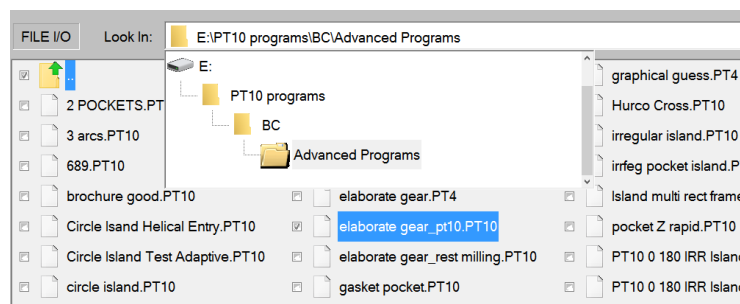 FILE I/O
Look In:
E:\PT10 programs\BC\Advanced Programs
..
2 POCKETS.PT
3 arcs.PT10
689.PT10
brochure good.PT10
Circle Isand Helical Entry.PT10
Circle Island Test Adaptive.PT10
circle island.PT10
E:
PT10 programs
BC
Advanced Programs
elaborate gear.PT4
elaborate gear_pt10.PT10
elaborate gear_rest milling.PT10
gasket pocket.PT10
graphical guess.PT4
Hurco Cross.PT10
irregular island.PT10
irrfeg pocket island.P
Island multi rect frame
pocket Z rapid.PT10
PT10 0 180 IRR Islan
PT10 0 180 IRR Islan